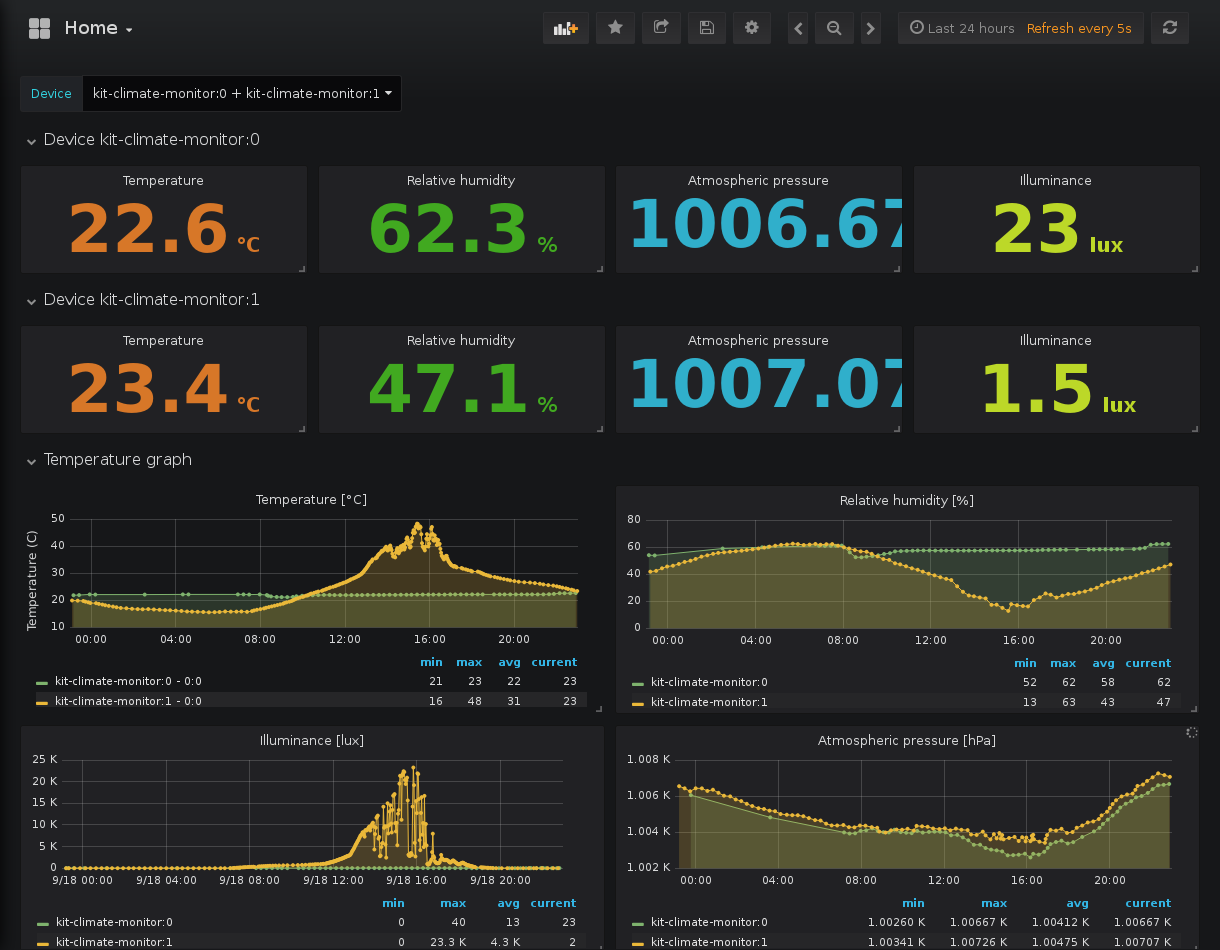 Home
Last 24 hours Refresh every 5s
Device kit-climate-monitor:0 + kit-climate-monitor:1
Device kit-climate-monitor:0
Temperature Relative humidity Atmospheric pressure Illuminance
22.6 °C 62.3 % 1006.67 23 lux
Device kit-climate-monitor:1
Temperature Relative humidity Atmospheric pressure Illuminance
23.4 °C 47.1 % 1007.07 1.5 lux
Temperature graph
Temperature [°C]
Temperature (C)
50
40
30
20
10
00:00 04:00 08:00 12:00 16:00 20:00
min max avg current
kit-climate-monitor:0 - 0:0 21 23 22 23
kit-climate-monitor:1 - 0:0 16 48 31 23
Relative humidity [%]
80
60
40
20
0
00:00 04:00 08:00 12:00 16:00 20:00
min max avg current
kit-climate-monitor:0 52 62 58 62
kit-climate-monitor:1 13 63 43 47
Illuminance [lux]
25 K
20 K
15 K
10 K
5 K
0
9/18 00:00 9/18 04:00 9/18 08:00 9/18 12:00 9/18 16:00 9/18 20:00
min max avg current
kit-climate-monitor:0 0 40 13 23
kit-climate-monitor:1 0 23.3 K 4.3 K 2
Atmospheric pressure [hPa]
1.008 K
1.006 K
1.004 K
1.002 K
00:00 04:00 08:00 12:00 16:00 20:00
min max avg current
kit-climate-monitor:0 1.00260 K 1.00667 K 1.00412 K 1.00667 K
kit-climate-monitor:1 1.00341 K 1.00726 K 1.00475 K 1.00707 K